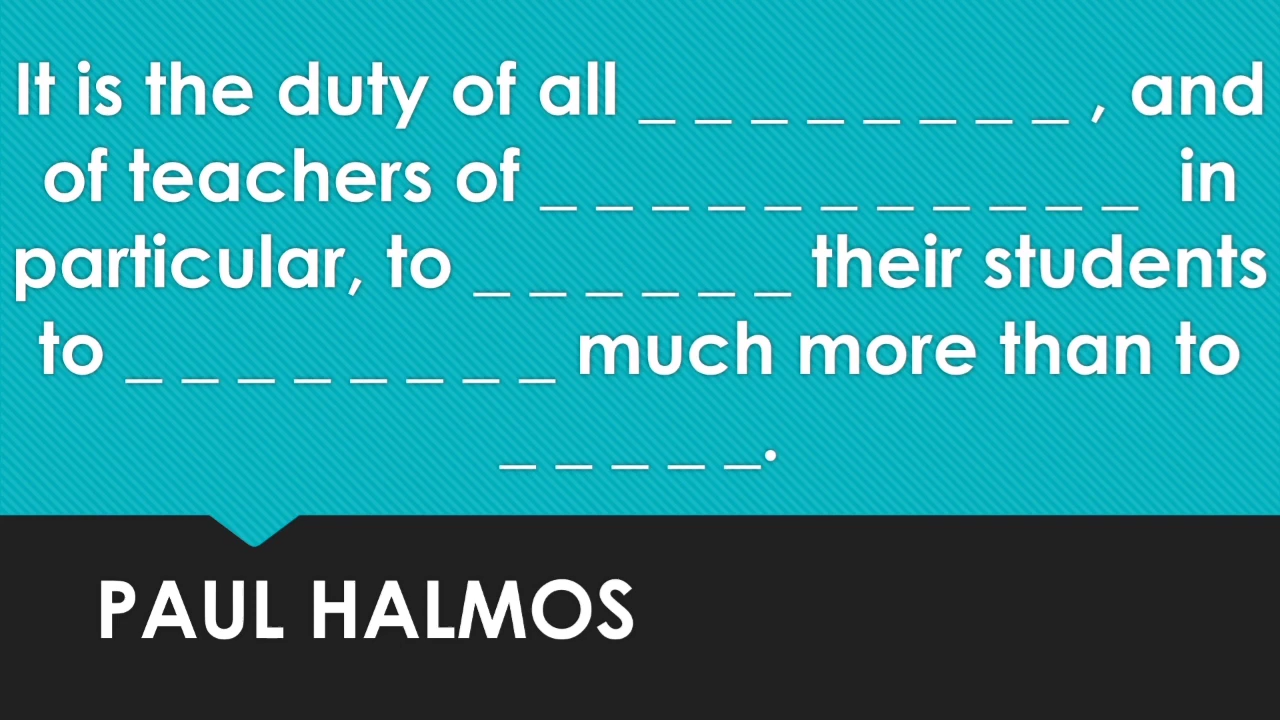 It is the duty of all _ _ _ _ _ _ _ _ , and
of teachers of _ _ _ _ _ _ _ _ _ _ _ in
particular, to _ _ _ _ _ _ their students
to _ _ _ _ _ _ _ _ much more than to
_ _ _ _ _.
PAUL HALMOS